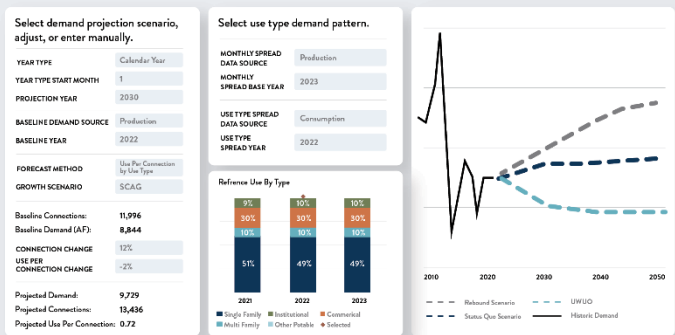 Select demand projection scenario,
adjust, or enter manually.
YEAR TYPE Calendar Year
YEAR TYPE START MONTH 1
PROJECTION YEAR 2030
BASELINE DEMAND SOURCE Production
BASELINE YEAR 2022
FORECAST METHOD Use Per Connection
by Use Type
GROWTH SCENARIO SCAG
Baseline Connections: 11,996
Baseline Demand (AF): 8,844
CONNECTION CHANGE 12%
USE PER
CONNECTION CHANGE -2%
Projected Demand: 9,729
Projected Connections: 13,436
Projected Use Per Connection: 0.72
Select use type demand pattern.
MONTHLY SPREAD
DATA SOURCE Production
MONTHLY
SPREAD BASE YEAR 2023
USE TYPE SPREAD
DATA SOURCE Consumption
USE TYPE
SPREAD YEAR 2022
Refrence Use By Type
9% 10% 10%
30% 30% 30%
10% 10% 10%
51% 49% 49%
2021 2022 2023
Single Family Institutional Commerical
Multi Family Other Potable Selected
2010 2020 2030 2040 2050
Rebound Scenario UWUO
Status Quo Scenario Historic Demand